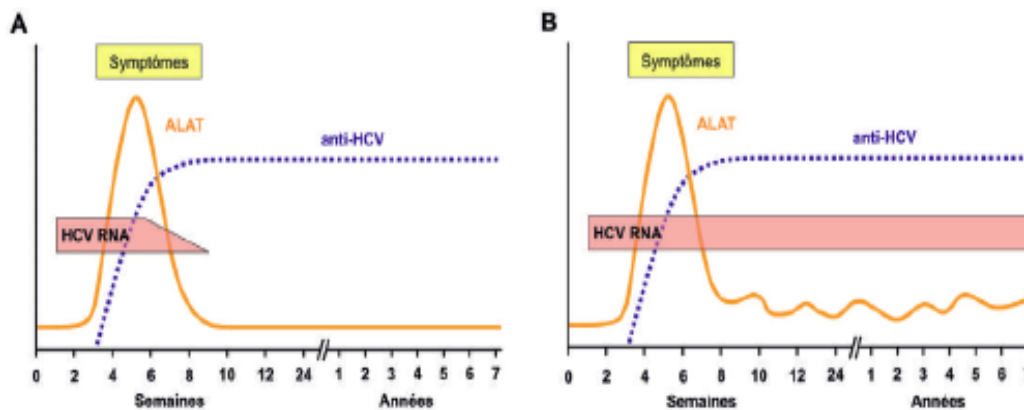 A
Symptômes
ALAT
anti-HCV
HCV RNA
0 2 4 6 8 10 12 24 1 2 3 4 5 6 7
Semaines Années
B
Symptômes
ALAT
anti-HCV
HCV RNA
0 2 4 6 8 10 12 24 1 2 3 4 5 6
Semaines Années